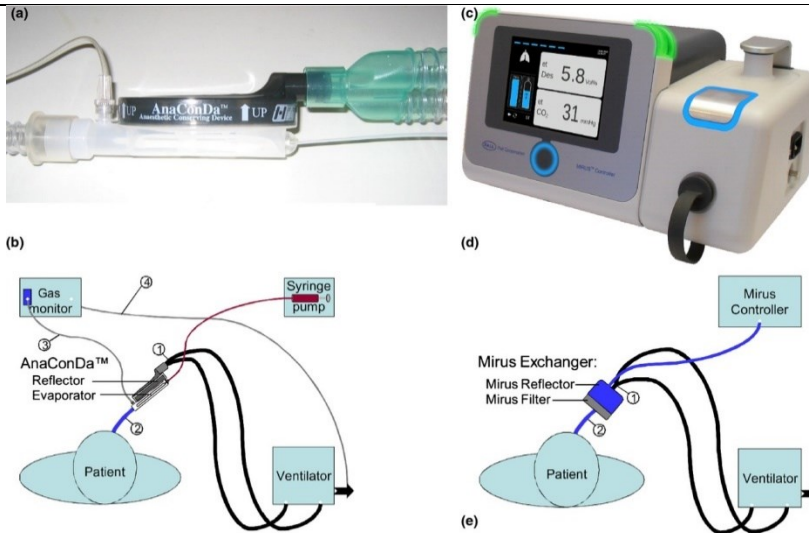 (a)
UP
AnaConDa™
Anaesthetic Conserving Device
UP
H
(c)
et
Des 5.8 Vol%
et
CO₂ 31 mmHg
MIRUS™ Controller
(b)
Gas
monitor
4
Syringe
pump
3
1
AnaConDa™
Reflector
Evaporator
2
Patient
Ventilator
(d)
Mirus
Controller
Mirus Exchanger:
Mirus Reflector
Mirus Filter
1
2
Patient
Ventilator
(e)